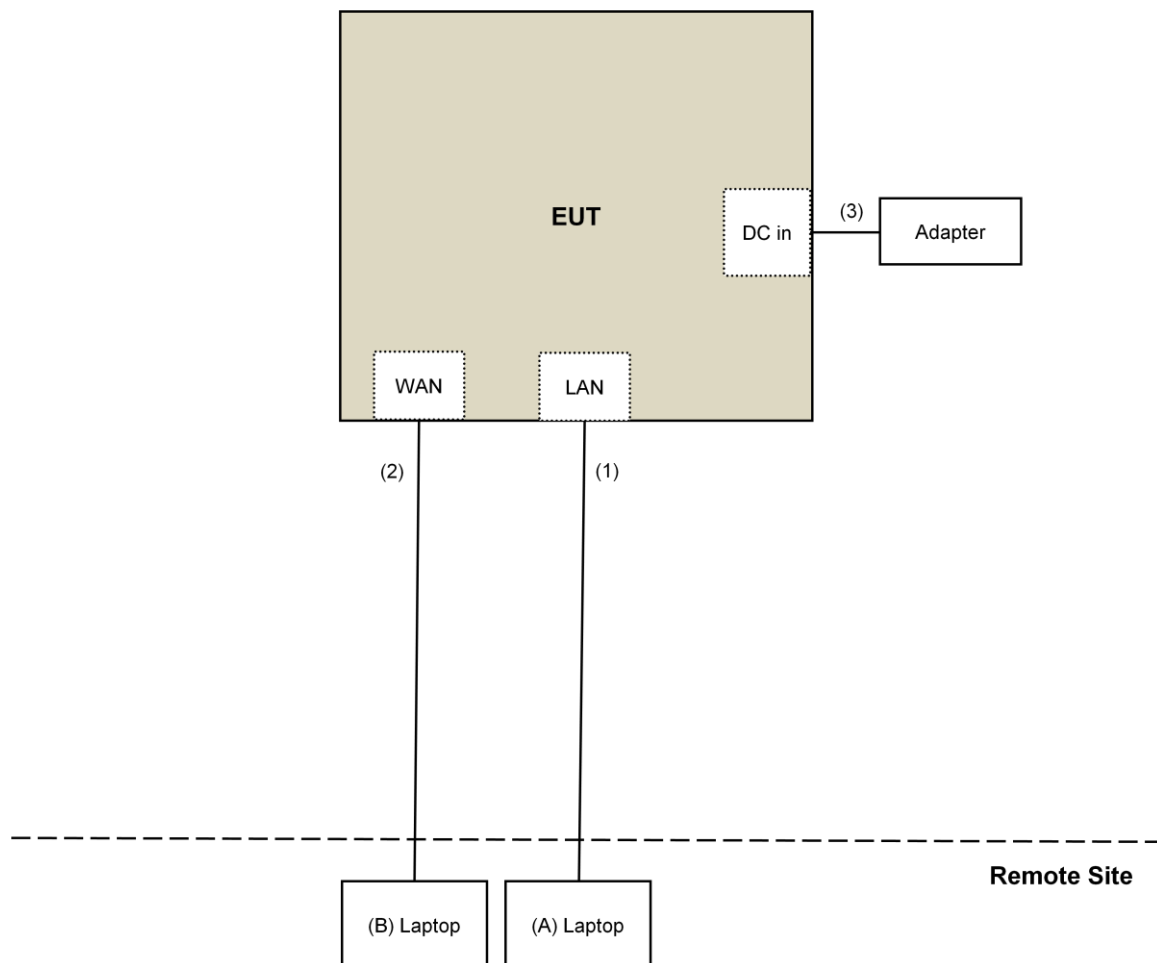 EUT
(3)
DC in
Adapter
WAN
LAN
(2)
(1)
Remote Site
(B) Laptop
(A) Laptop